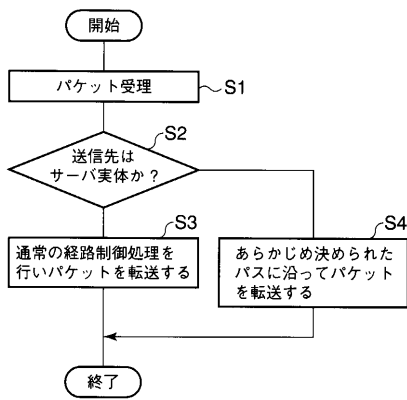 開始
パケット受理
S1
S2
送信先は
サーバ実体か？
S3
通常の経路制御処理を
行いパケットを転送する
S4
あらかじめ決められた
パスに沿ってパケット
を転送する
終了